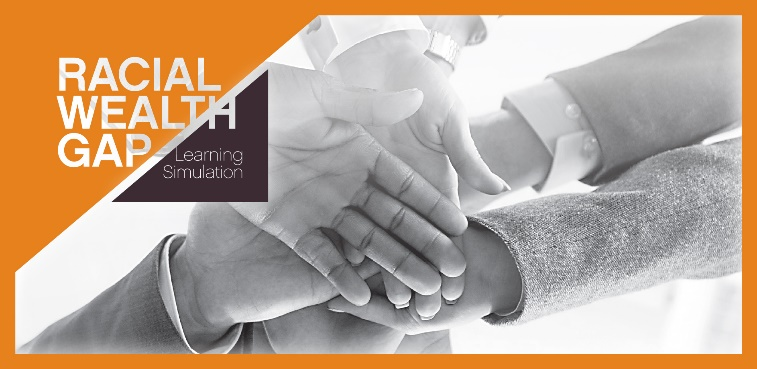 RACIAL
WEALTH
GAP
Learning
Simulation